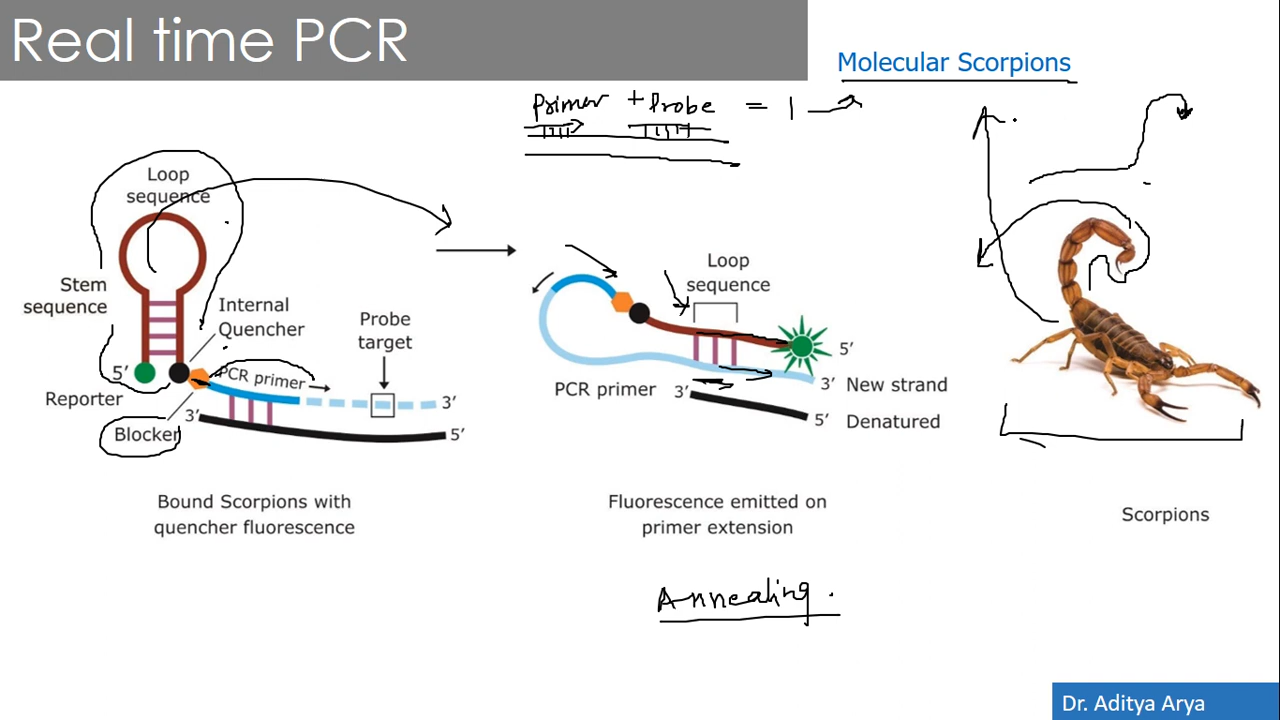 Real time PCR
Molecular Scorpions
Primer + Probe = 1
A.
Loop
sequence
Stem
sequence
Internal
Quencher
Probe
target
5’
PCR primer
3’
Reporter
3’
Blocker
5’
Bound Scorpions with
quencher fluorescence
Loop
sequence
5’
PCR primer
3’
3’ New strand
5’ Denatured
Fluorescence emitted on
primer extension
Scorpions
Annealing.
Dr. Aditya Arya